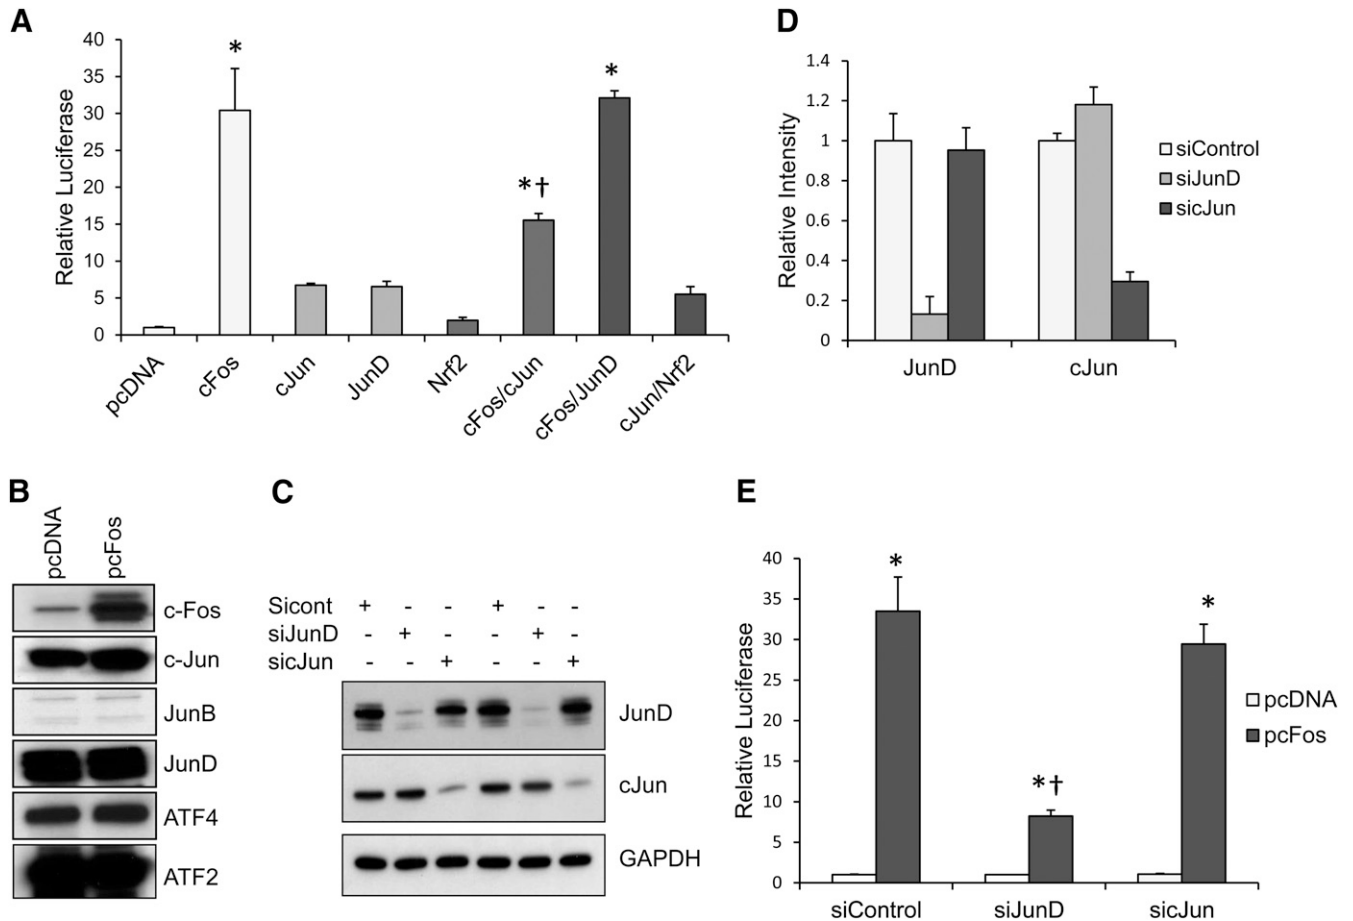 A
Relative Luciferase
40
35
30
25
20
15
10
5
0
*
*†
*
pcDNA
cFos
cJun
JunD
Nrf2
cFos/cJun
cFos/JunD
cJun/Nrf2
D
Relative Intensity
1.4
1.2
1
0.8
0.6
0.4
0.2
0
JunD
cJun
siControl
siJunD
sicJun
B
pcDNA
pcFos
c-Fos
c-Jun
JunB
JunD
ATF4
ATF2
C
Sicont + - - + - -
siJunD - + - - + -
sicJun - - + - - +
JunD
cJun
GAPDH
E
Relative Luciferase
40
35
30
25
20
15
10
5
0
*
*†
*
siControl
siJunD
sicJun
pcDNA
pcFos